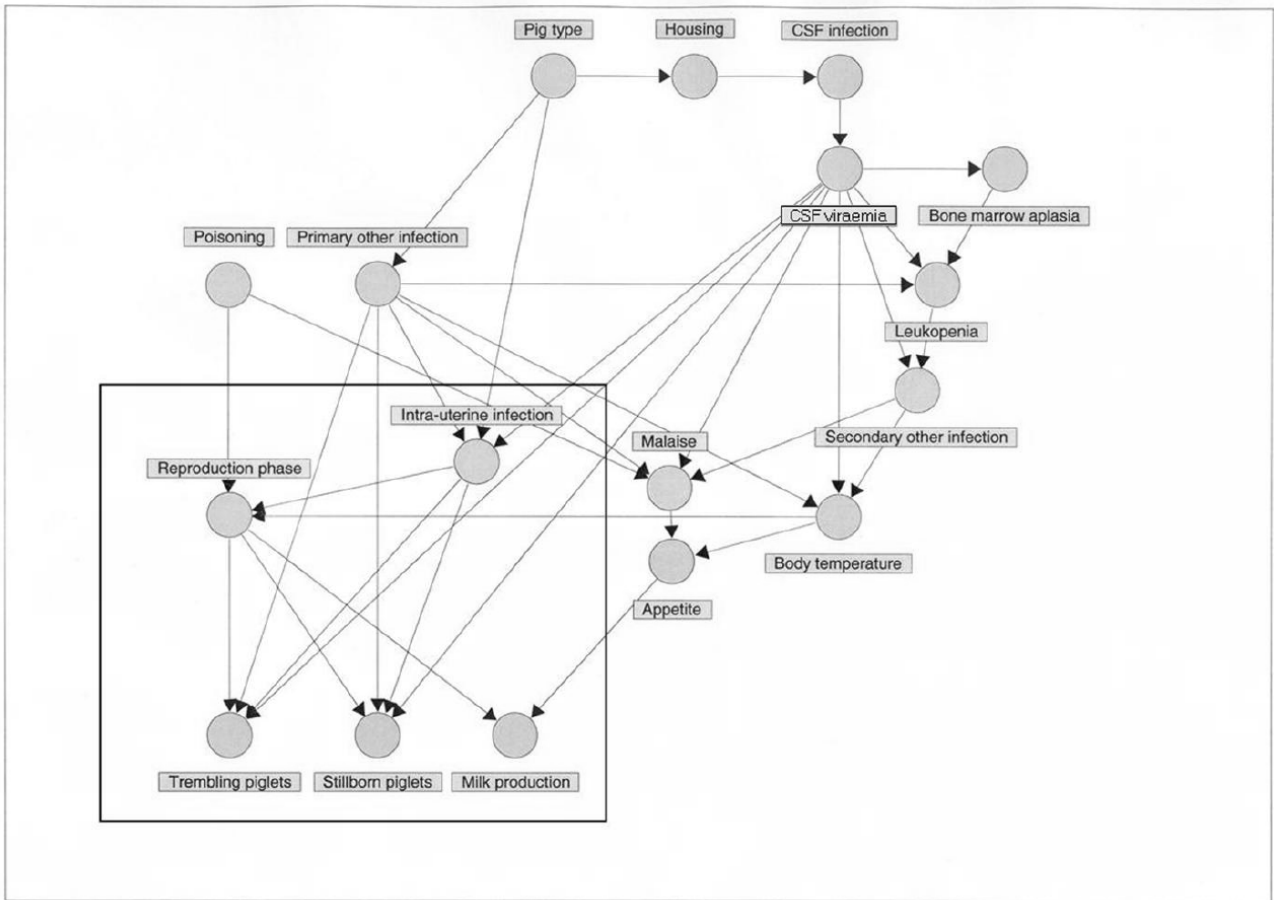 Pig type
Housing
CSF infection
CSF viraemia
Bone marrow aplasia
Poisoning
Primary other infection
Leukopenia
Intra-uterine infection
Malaise
Secondary other infection
Reproduction phase
Body temperature
Appetite
Trembling piglets
Stillborn piglets
Milk production